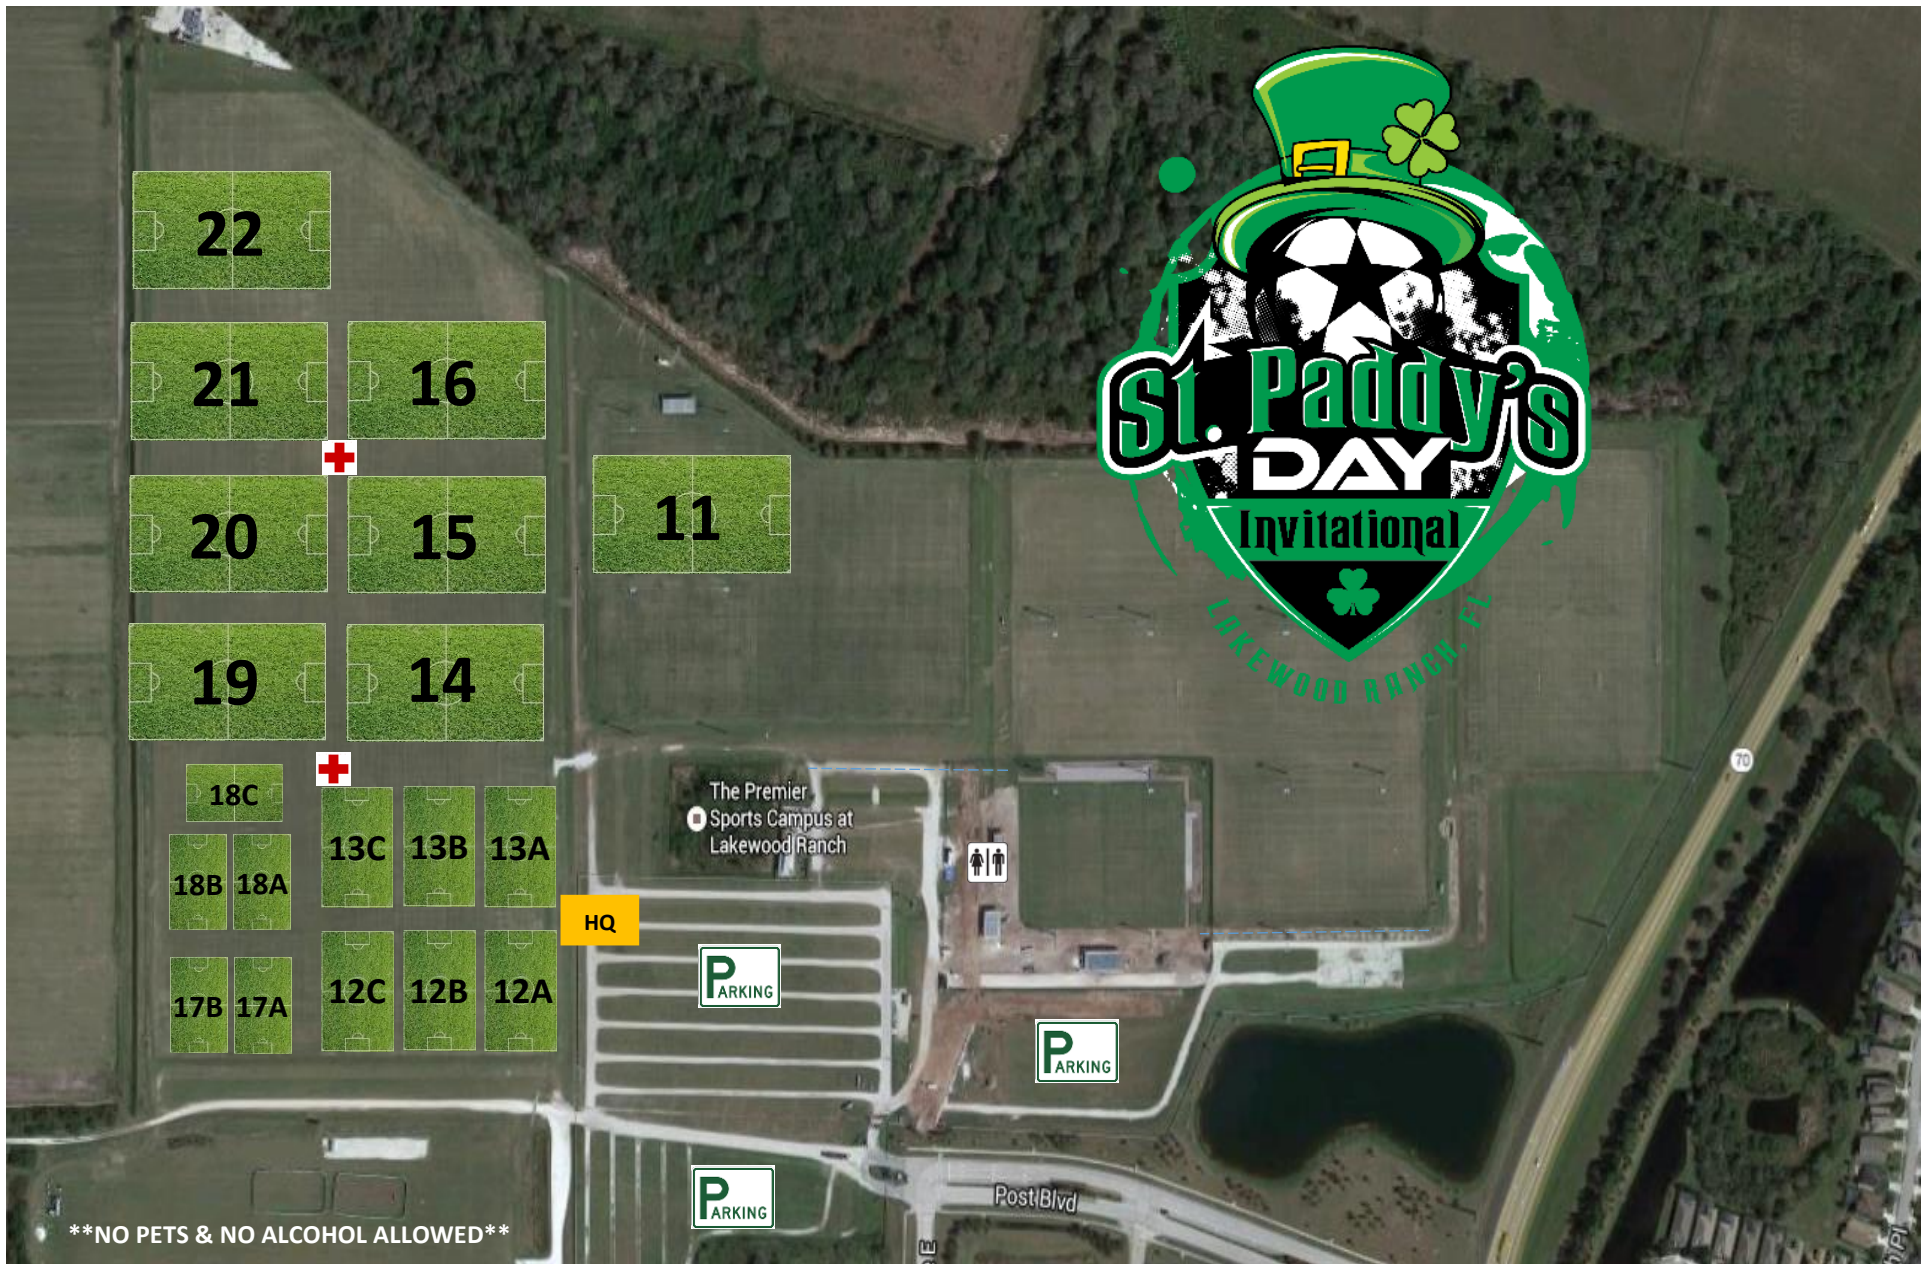 22
21
16
20
15
11
19
14
18C
18B
18A
13C
13B
13A
17B
17A
12C
12B
12A
HQ
St. Paddy's
DAY
Invitational
LAKEWOOD RANCH, FL
The Premier
Sports Campus at
Lakewood Ranch
PARKING
PARKING
PARKING
70
Post Blvd
E
Pl
**NO PETS & NO ALCOHOL ALLOWED**